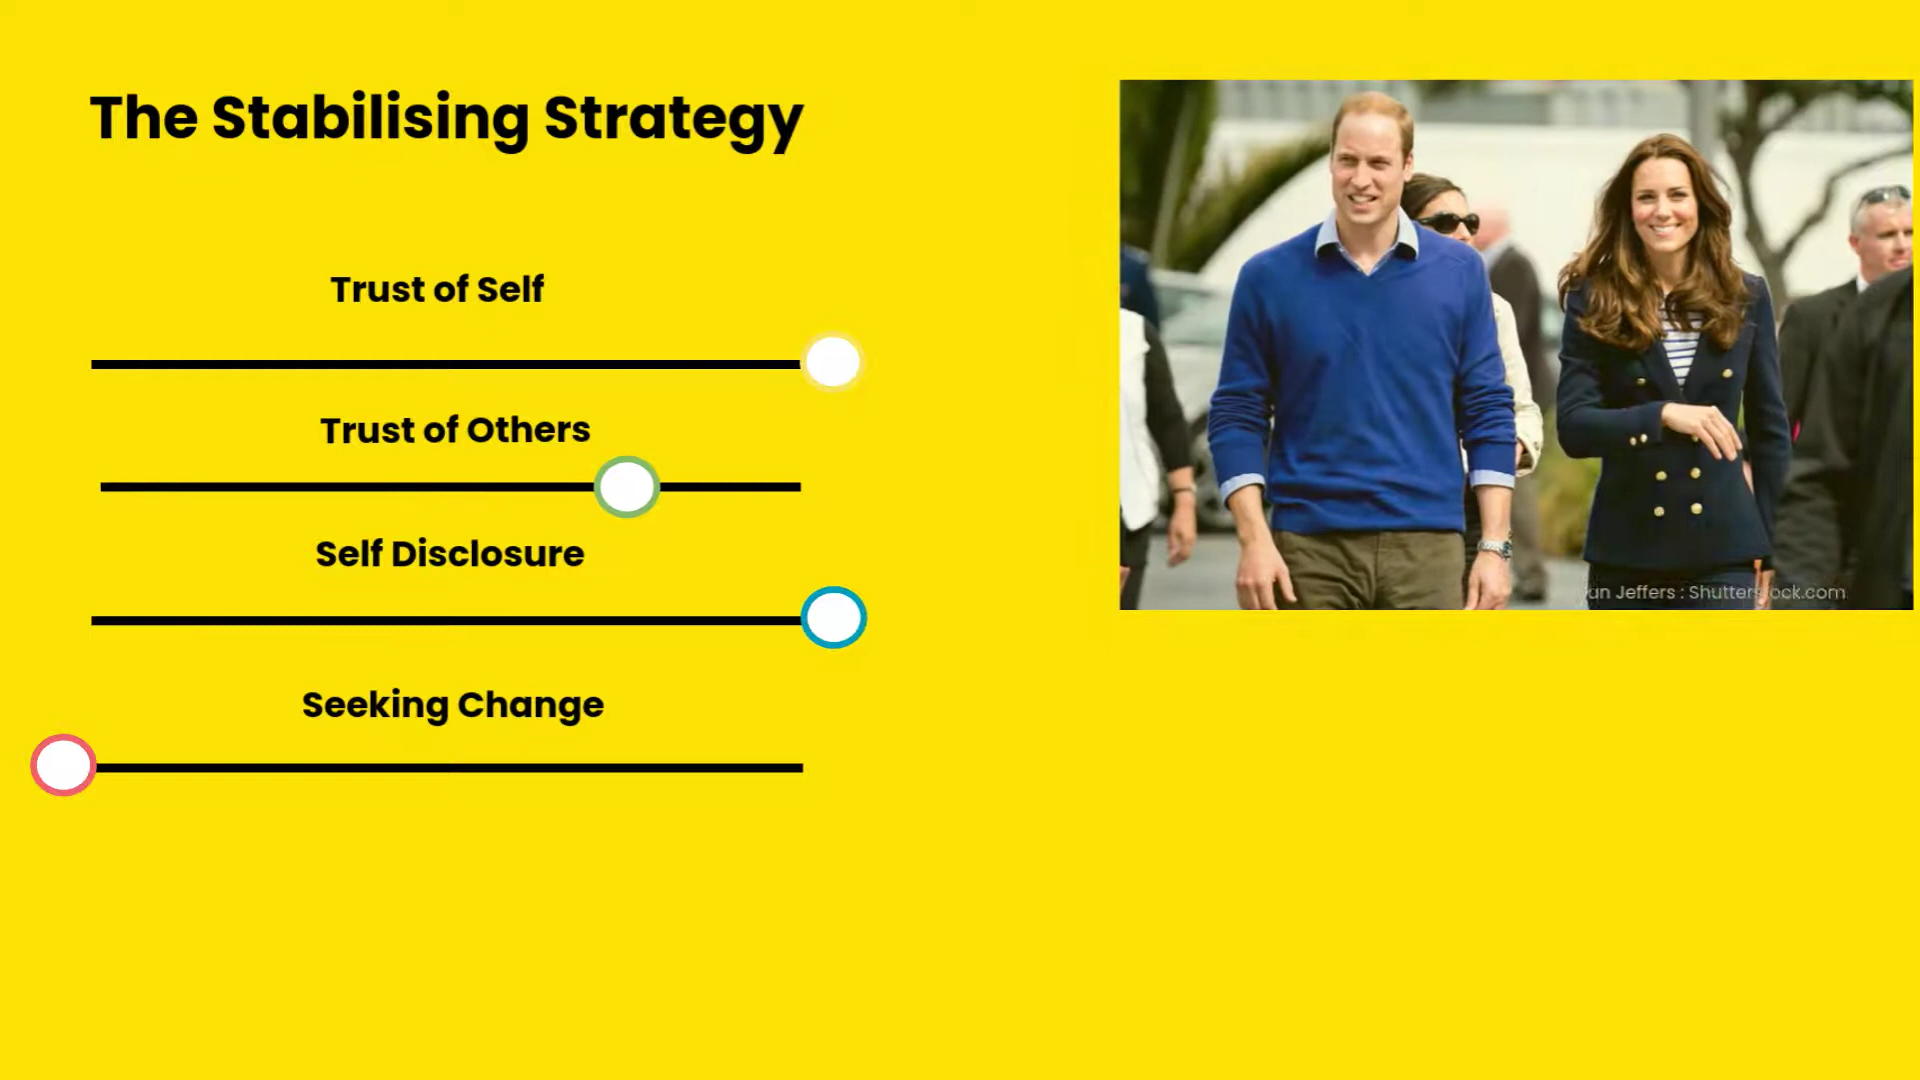 The Stabilising Strategy
Trust of Self
Trust of Others
Self Disclosure
Seeking Change
Jeffers : Shutterstock.com